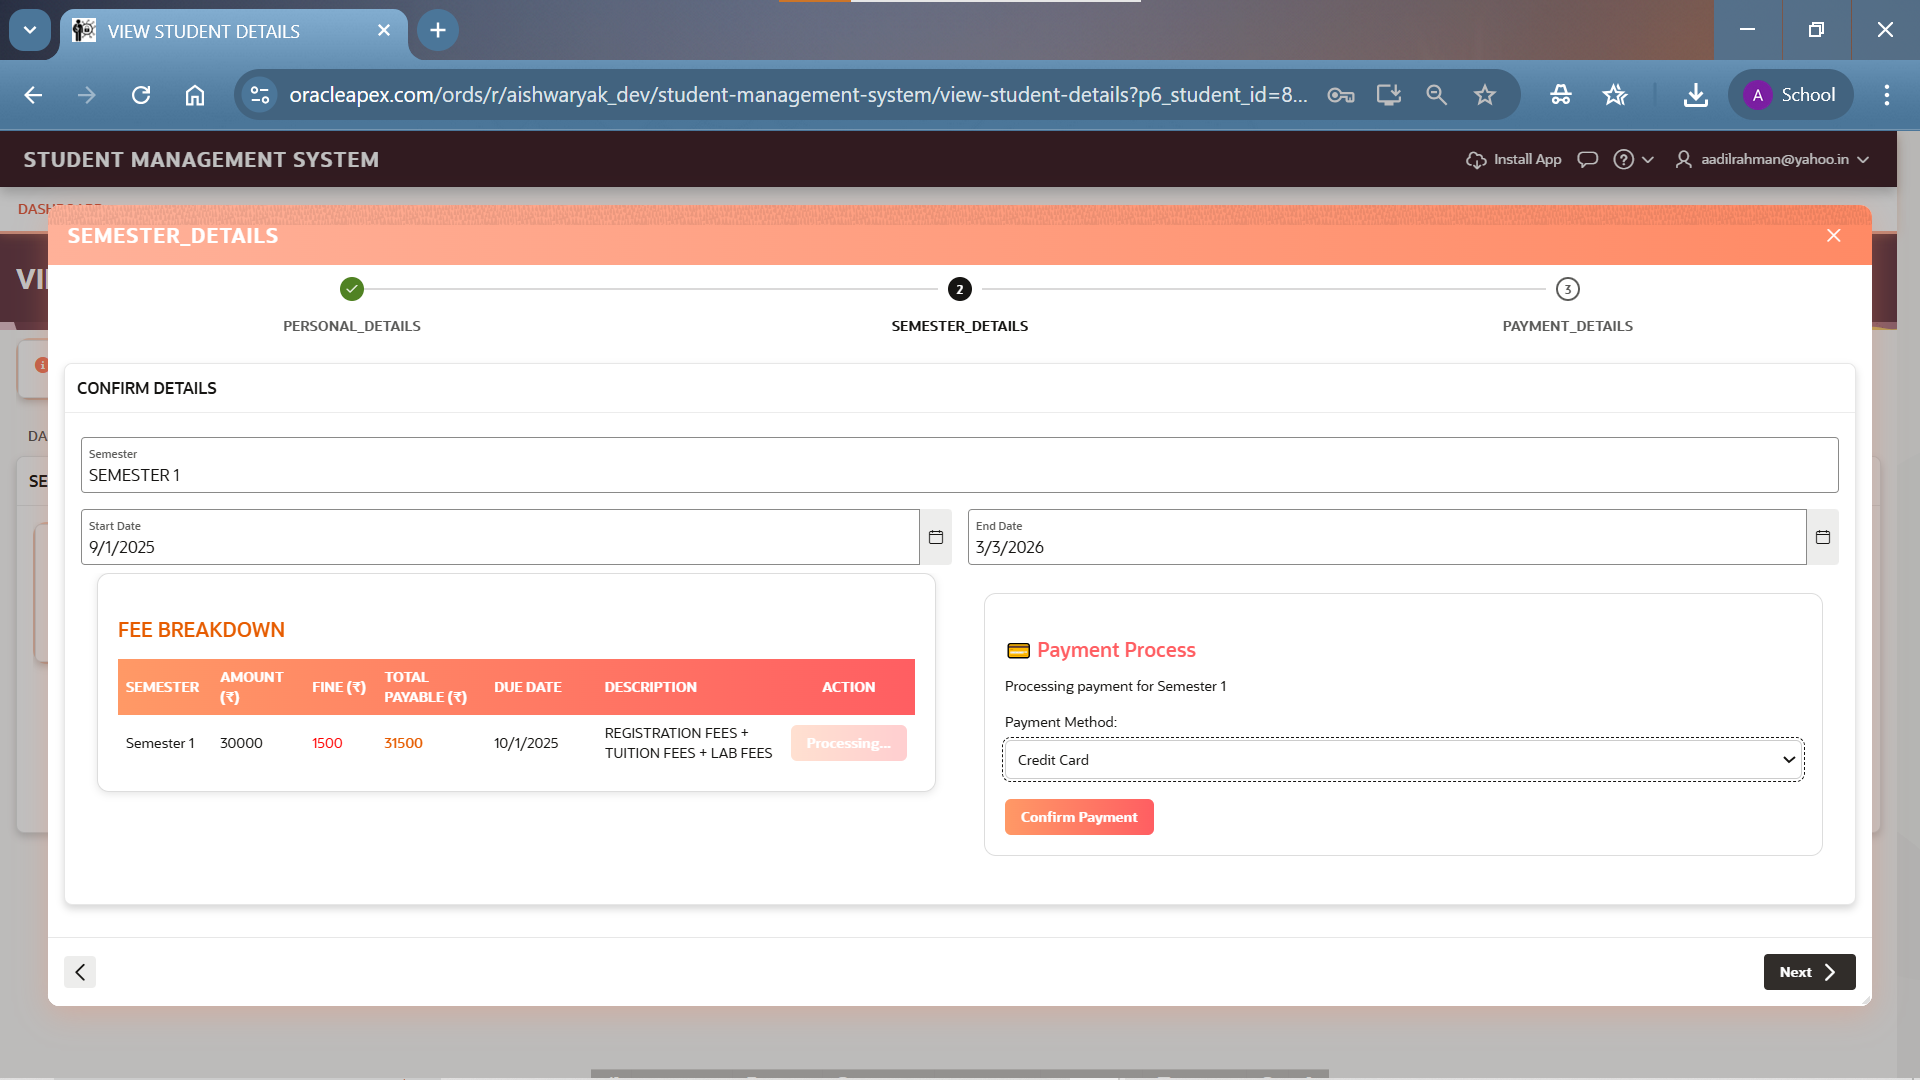 VIEW STUDENT DETAILS
oracleapex.com/ords/r/aishwaryak_dev/student-management-system/view-student-details?p6_student_id=8...
A School
STUDENT MANAGEMENT SYSTEM
Install App
aadilrahman@yahoo.in
SEMESTER_DETAILS
2
3
PERSONAL_DETAILS
SEMESTER_DETAILS
PAYMENT_DETAILS
CONFIRM DETAILS
Semester
SEMESTER 1
Start Date
9/1/2025
End Date
3/3/2026
FEE BREAKDOWN
SEMESTER AMOUNT (₹) FINE (₹) TOTAL PAYABLE (₹) DUE DATE DESCRIPTION ACTION
Semester 1 30000 1500 31500 10/1/2025 REGISTRATION FEES + TUITION FEES + LAB FEES Processing...
Payment Process
Processing payment for Semester 1
Payment Method:
Credit Card
Confirm Payment
Next